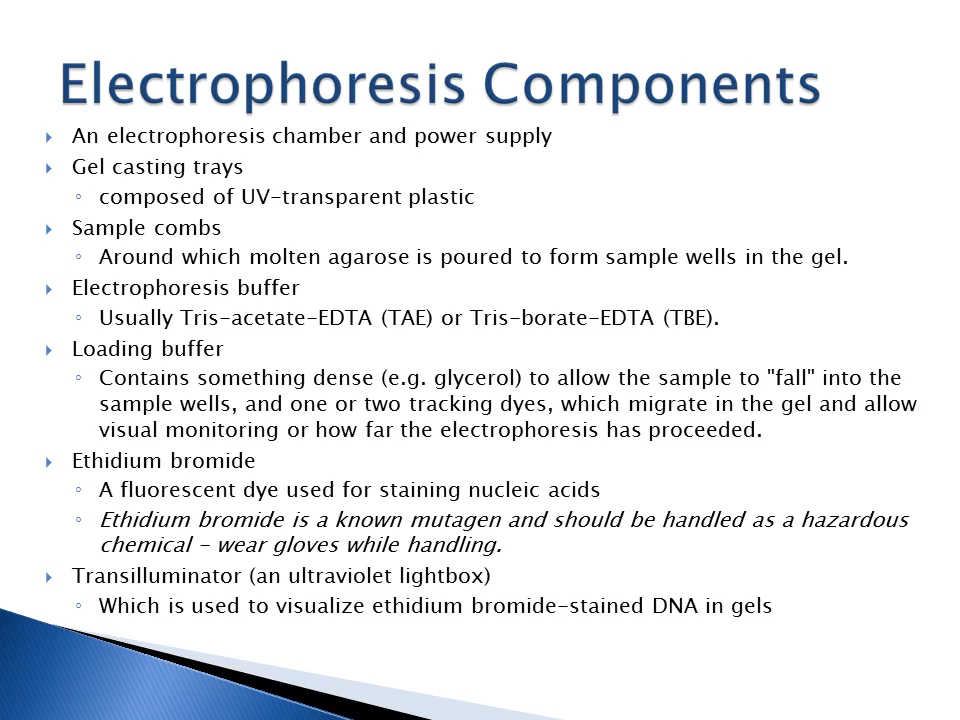 Electrophoresis Components
An electrophoresis chamber and power supply
Gel casting trays
composed of UV-transparent plastic
Sample combs
Around which molten agarose is poured to form sample wells in the gel.
Electrophoresis buffer
Usually Tris-acetate-EDTA (TAE) or Tris-borate-EDTA (TBE).
Loading buffer
Contains something dense (e.g. glycerol) to allow the sample to "fall" into the
sample wells, and one or two tracking dyes, which migrate in the gel and allow
visual monitoring or how far the electrophoresis has proceeded.
Ethidium bromide
A fluorescent dye used for staining nucleic acids
Ethidium bromide is a known mutagen and should be handled as a hazardous
chemical - wear gloves while handling.
Transilluminator (an ultraviolet lightbox)
Which is used to visualize ethidium bromide-stained DNA in gels